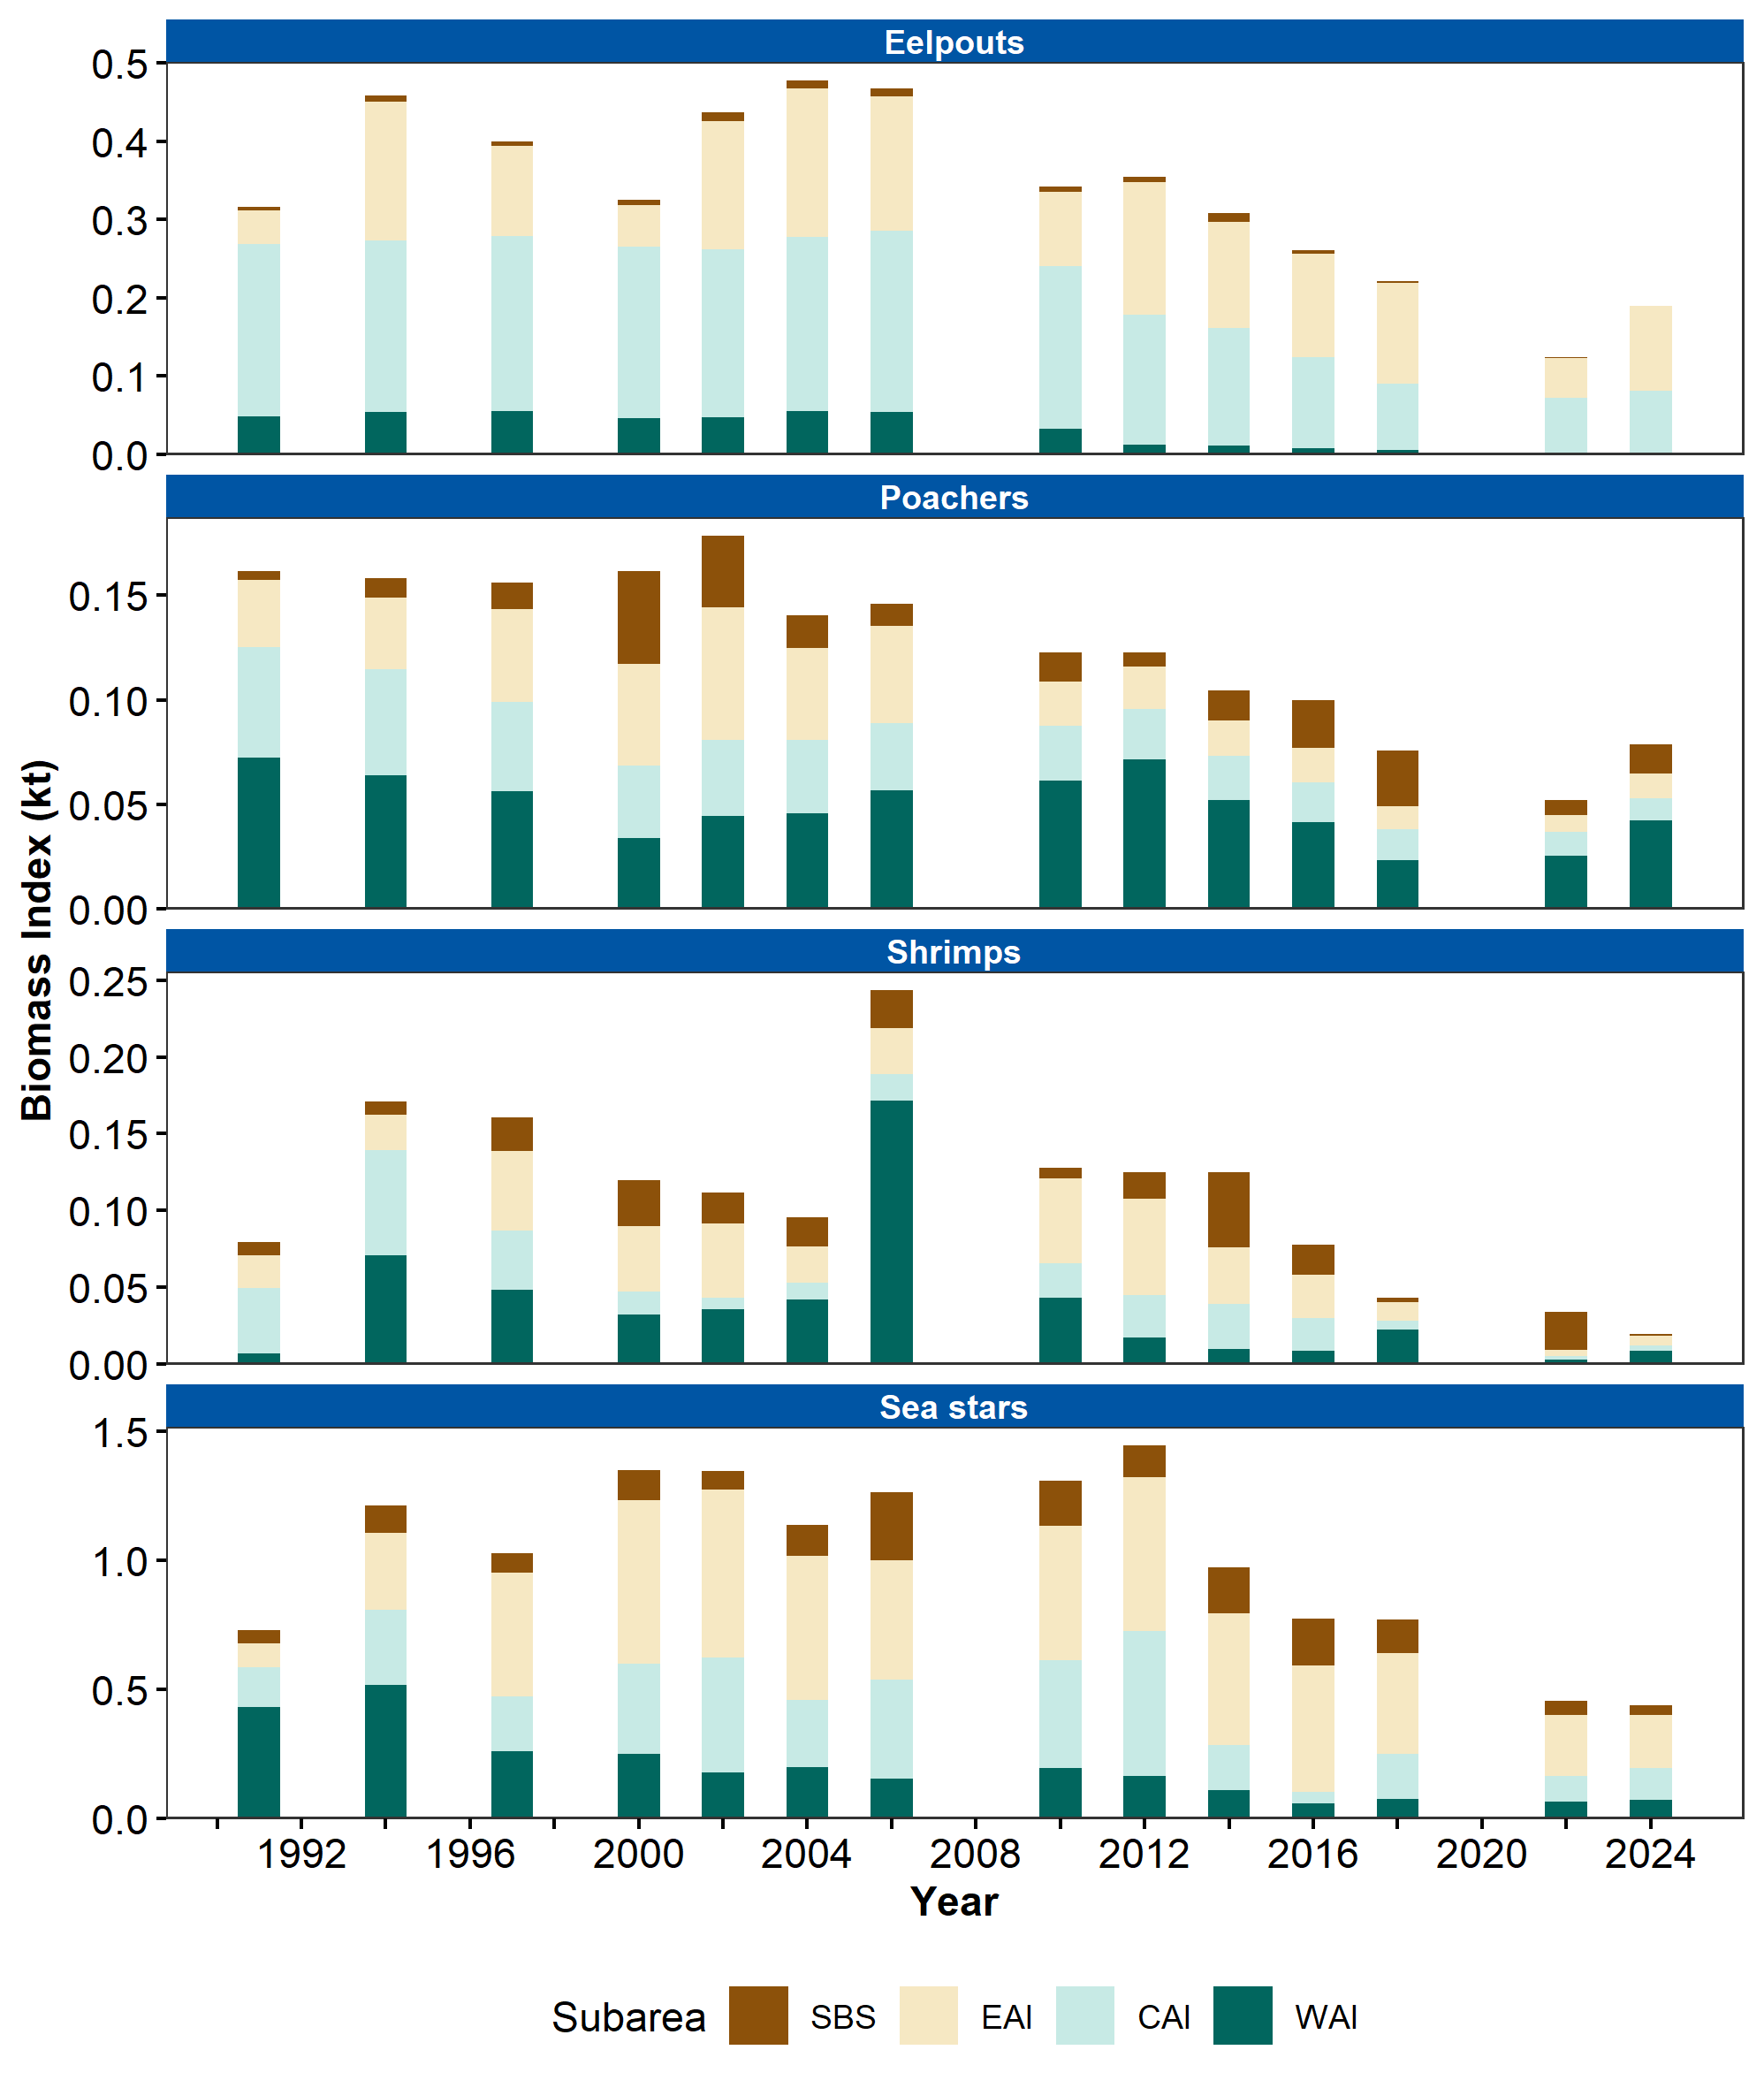 Eelpouts
0.5
0.4
0.3
0.2
0.1
0.0
Poachers
0.15
0.10
0.05
0.00
Shrimps
0.25
0.20
0.15
0.10
0.05
0.00
Sea stars
1.5
1.0
0.5
0.0
Biomass Index (kt)
1992 1996 2000 2004 2008 2012 2016 2020 2024
Year
Subarea SBS EAI CAI WAI